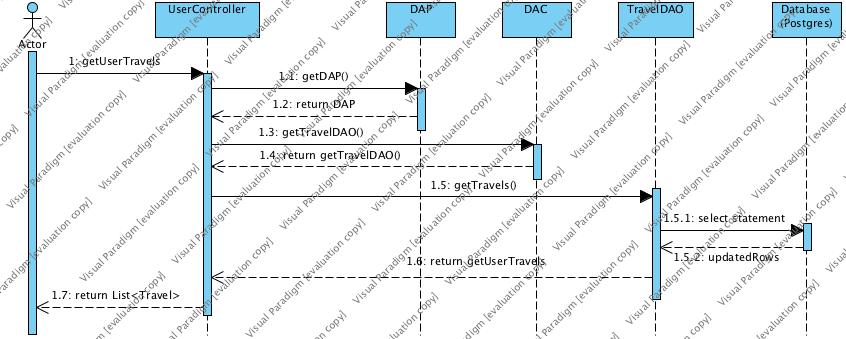 UserController
DAP
DAC
TravelDAO
Database
(Postgres)
Actor
1: getUserTravels
1.1: getDAP()
1.2: return DAP
1.3: getTravelDAO()
1.4: return getTravelDAO()
1.5: getTravels()
1.5.1: select statement
1.5.2: updatedRows
1.6: return getUserTravels
1.7: return List<Travel>
Visual Paradigm [evaluation copy]